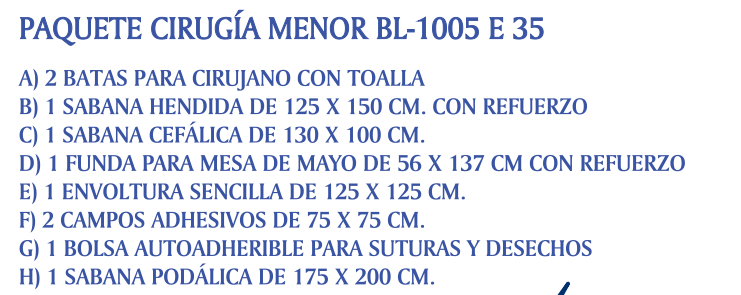 PAQUETE CIRUGÍA MENOR BL-1005 E 35
A) 2 BATAS PARA CIRUJANO CON TOALLA
B) 1 SABANA HENDIDA DE 125 X 150 CM. CON REFUERZO
C) 1 SABANA CEFÁLICA DE 130 X 100 CM.
D) 1 FUNDA PARA MESA DE MAYO DE 56 X 137 CM CON REFUERZO
E) 1 ENVOLTURA SENCILLA DE 125 X 125 CM.
F) 2 CAMPOS ADHESIVOS DE 75 X 75 CM.
G) 1 BOLSA AUTOADHERIBLE PARA SUTURAS Y DESECHOS
H) 1 SABANA PODÁLICA DE 175 X 200 CM.